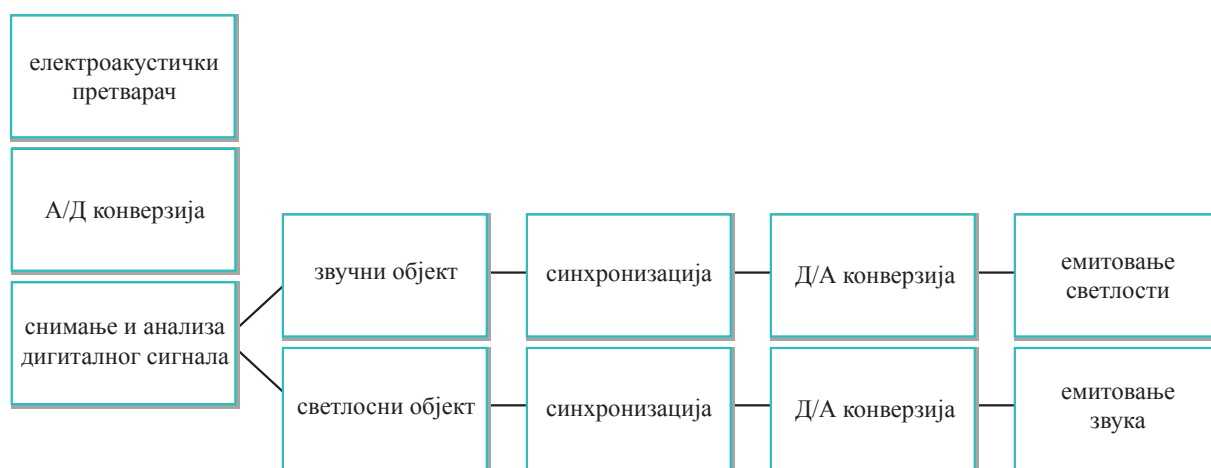 електроакустички
претварач
А/Д конверзија
снимање и анализа
дигиталног сигнала
звучни објект
синхронизација
Д/А конверзија
емитовање
светлости
светлосни објект
синхронизација
Д/А конверзија
емитовање
звука